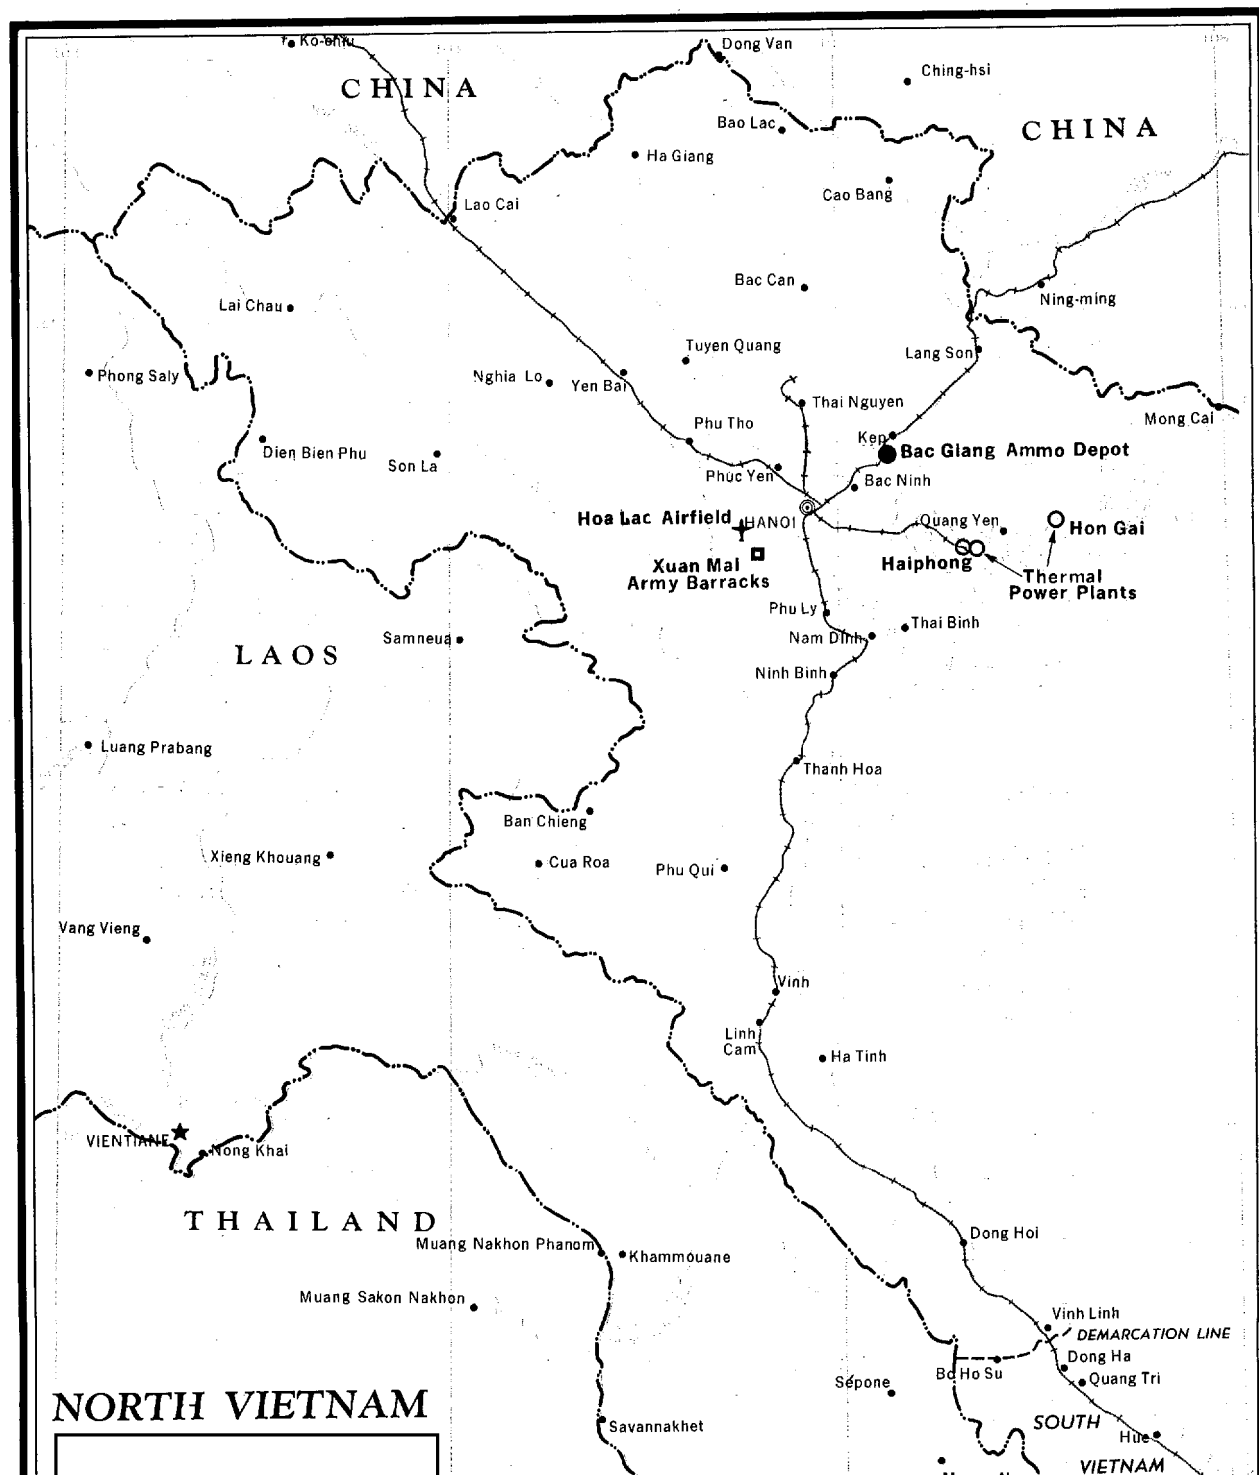 Dong Van
Ching-hsi
CHINA
CHINA
Bao Lac
Ha Giang
Cao Bang
Lao Cai
Bac Can
Ning-ming
Lai Chau
Tuyen Quang
Lang Son
Phong Saly
Nghia Lo
Yen Bai
Thai Nguyen
Mong Cai
Phu Tho
Kep
Dien Bien Phu
Son La
Bac Giang Ammo Depot
Phuc Yen
Bac Ninh
Hoa Lac Airfield
HANOI
Quang Yen
Hon Gai
Xuan Mai
Army Barracks
Haiphong
Thermal
Power Plants
Phu Ly
Thai Binh
Nam Dinh
Samneua
LAOS
Ninh Binh
Luang Prabang
Thanh Hoa
Ban Chieng
Xieng Khouang
Cua Roa
Phu Qui
Vang Vieng
Vinh
Linh
Cam
Ha Tinh
VIENTIANE
Nong Khai
THAILAND
Dong Hoi
Muang Nakhon Phanom
Khammouane
Muang Sakon Nakhon
Vinh Linh
DEMARCATION LINE
Dong Ha
Bo Ho Su
Quang Tri
Sépone
NORTH VIETNAM
SOUTH
Savannakhet
Hue
VIETNAM